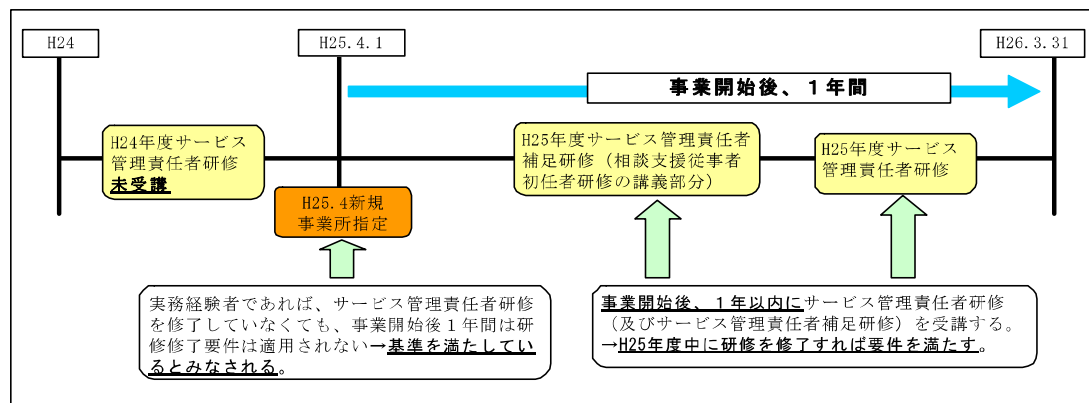 H24
H25.4.1
H26.3.31
事業開始後、１年間
H24年度サービス
管理責任者研修
未受講
H25年度サービス管理責任者
補足研修（相談支援従事者
初任者研修の講義部分）
H25年度サービス
管理責任者研修
H25.4新規
事業所指定
実務経験者であれば、サービス管理責任者研修
を修了していなくても、事業開始後１年間は研
修修了要件は適用されない→基準を満たしてい
るとみなされる。
事業開始後、１年以内にサービス管理責任者研修
（及びサービス管理責任者補足研修）を受講する。
→H25年度中に研修を修了すれば要件を満たす。